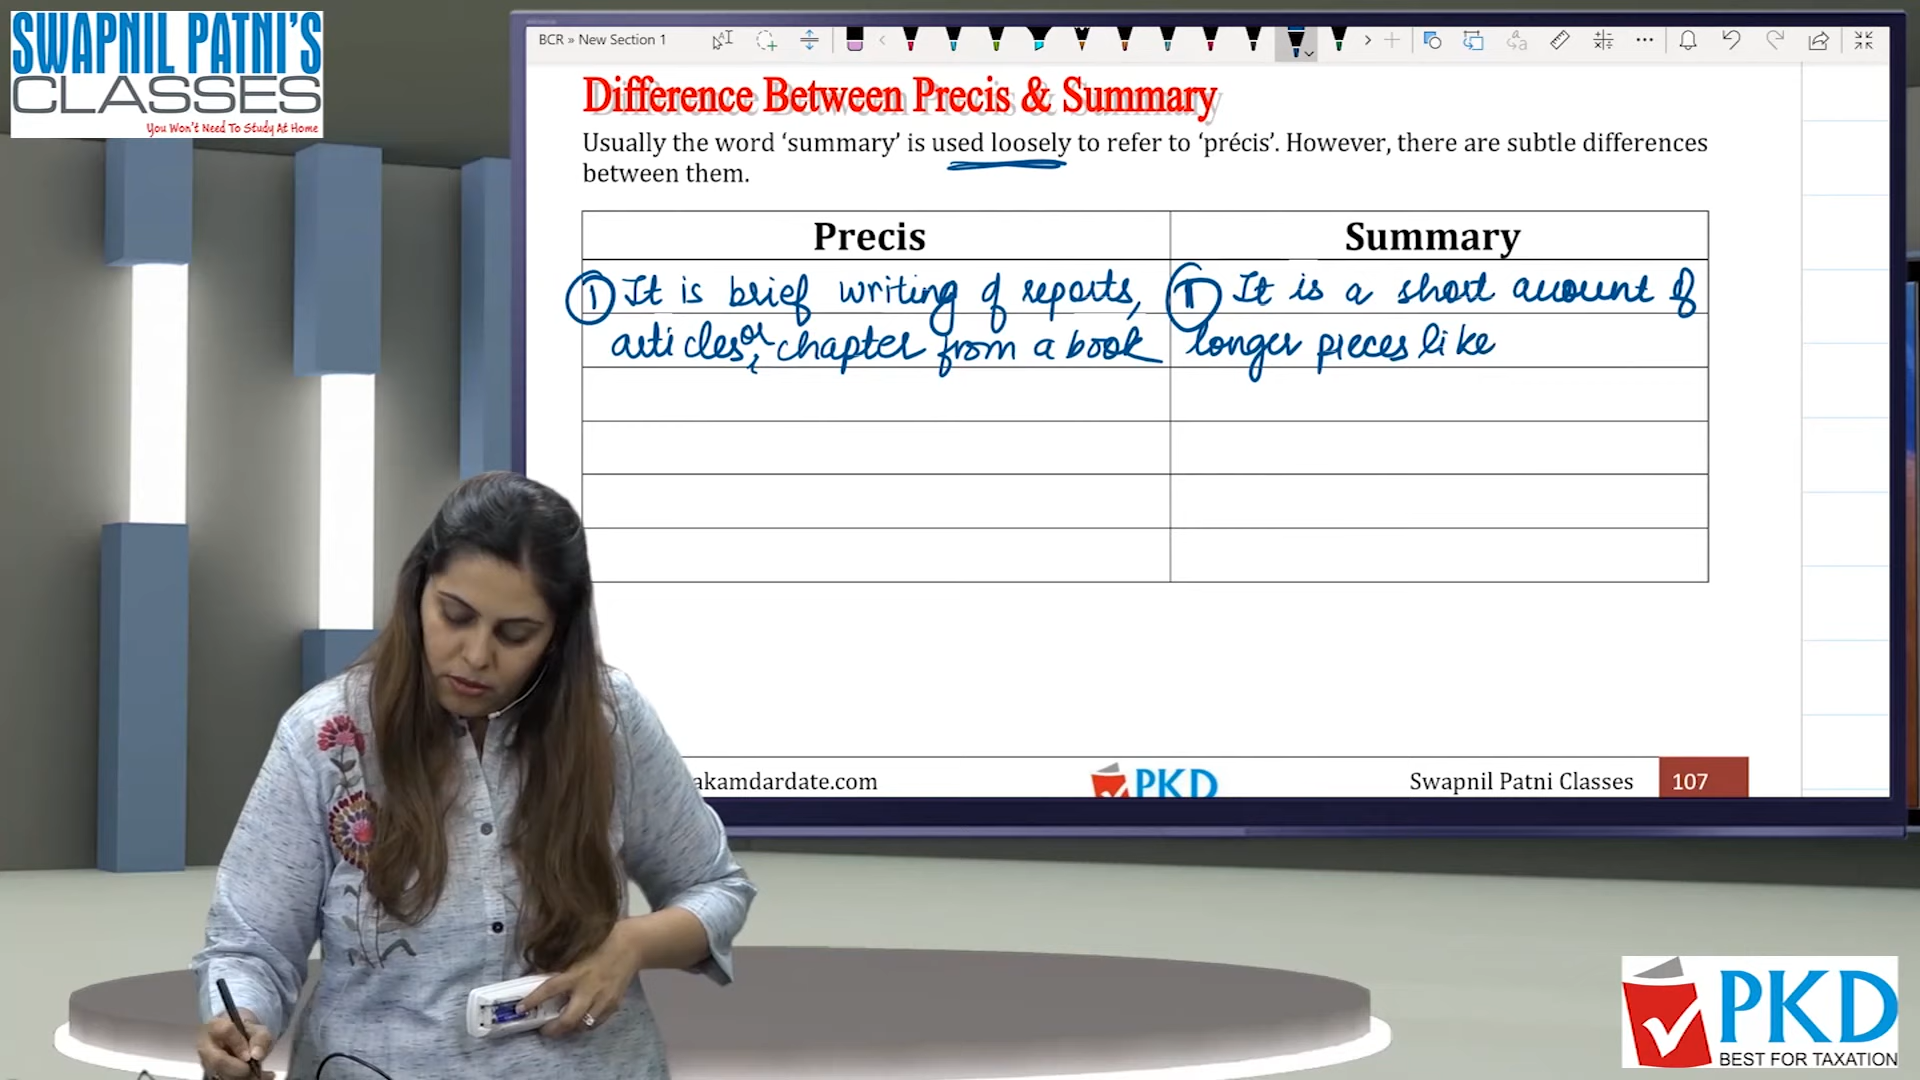 SWAPNIL PATNI'S
CLASSES
You Won't Need To Study At Home
BCR » New Section 1
Difference Between Precis & Summary
Usually the word ‘summary’ is used loosely to refer to ‘précis’. However, there are subtle differences
between them.
Precis
Summary
① It is brief writing of reports,
articles, or chapter from a book
II It is a short account of
longer pieces like
akamdardate.com
PKD
Swapnil Patni Classes
107
PKD
BEST FOR TAXATION